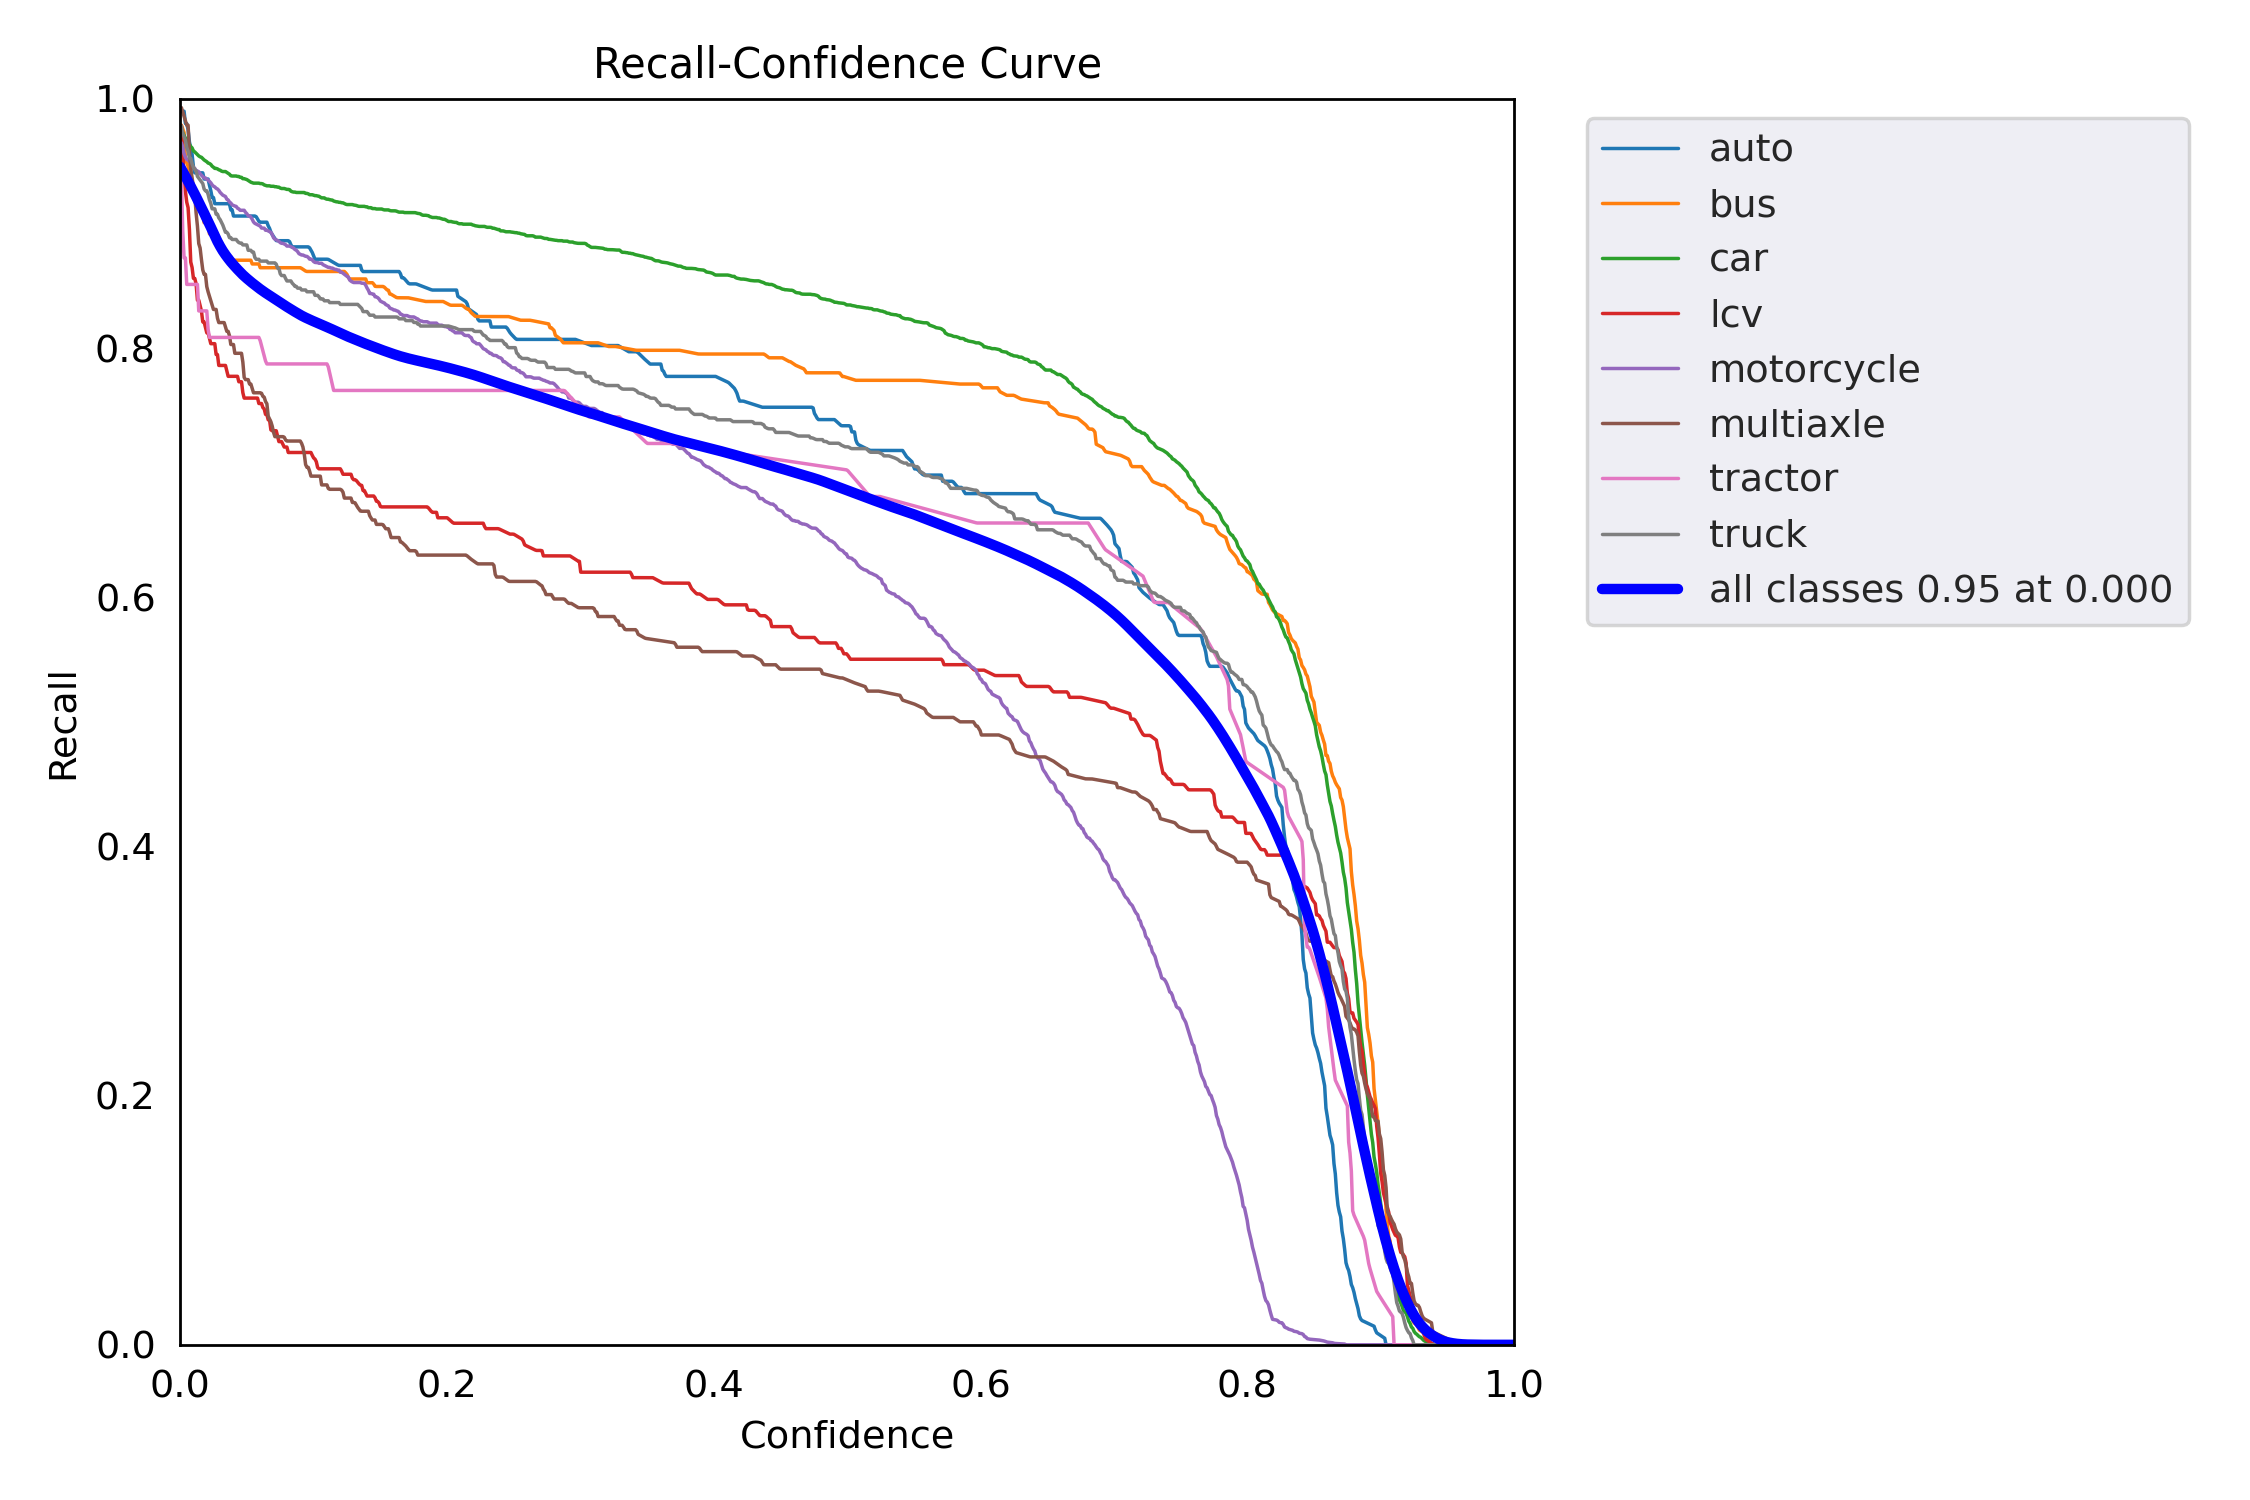 Recall-Confidence Curve
1.0
0.8
0.6
0.4
0.2
0.0
Recall
0.0 0.2 0.4 0.6 0.8 1.0
Confidence
auto
bus
car
lcv
motorcycle
multiaxle
tractor
truck
all classes 0.95 at 0.000